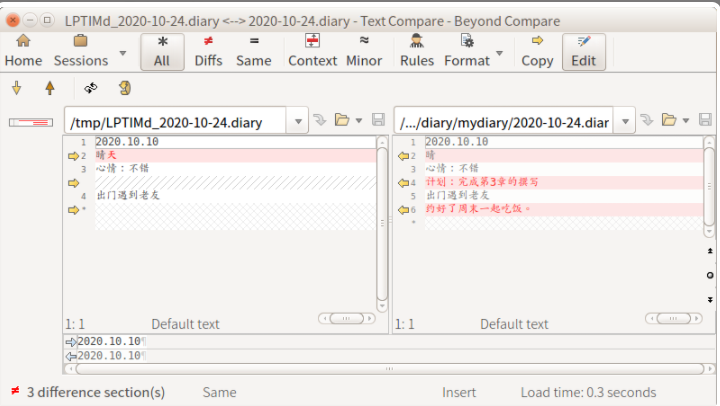 LPTIMd_2020-10-24.diary <--> 2020-10-24.diary - Text Compare - Beyond Compare
Home Sessions All Diffs Same Context Minor Rules Format Copy Edit
/tmp/LPTIMd_2020-10-24.diary /.../diary/mydiary/2020-10-24.diar
1 2020.10.10
2 晴天
3 心情：不错
4 出门遇到老友
*
1 2020.10.10
2 晴
3 心情：不错
4 计划：完成第3章的撰写
5 出门遇到老友
6 约好了周末一起吃饭。
*
1: 1 Default text
1: 1 Default text
2020.10.10¶
2020.10.10¶
3 difference section(s) Same Insert Load time: 0.3 seconds